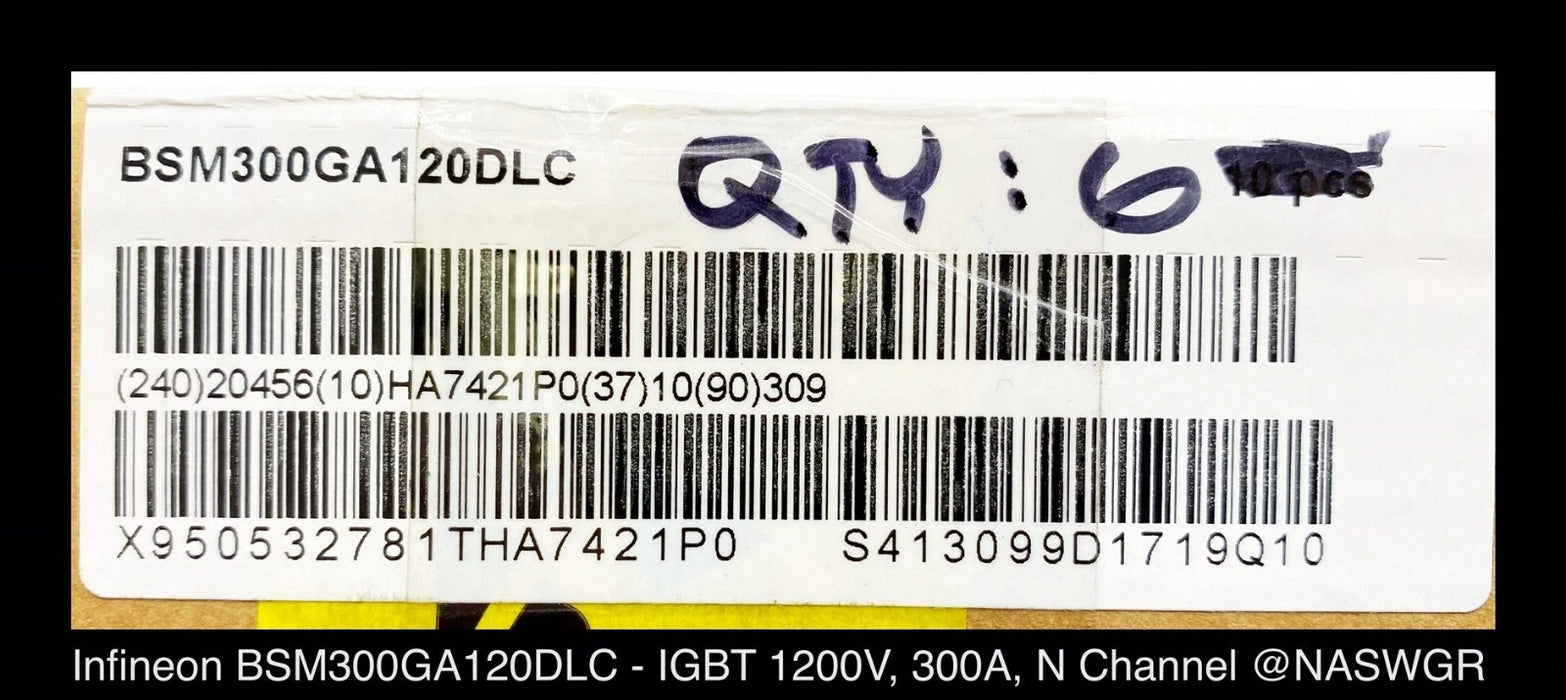 BSM300GA120DLC QTY : 6 10 pcs
(240)20456(10)HA7421P0(37)10(90)309
X950532781THA7421P0 S413099D1719Q10
Infineon BSM300GA120DLC - IGBT 1200V, 300A, N Channel @NASWGR